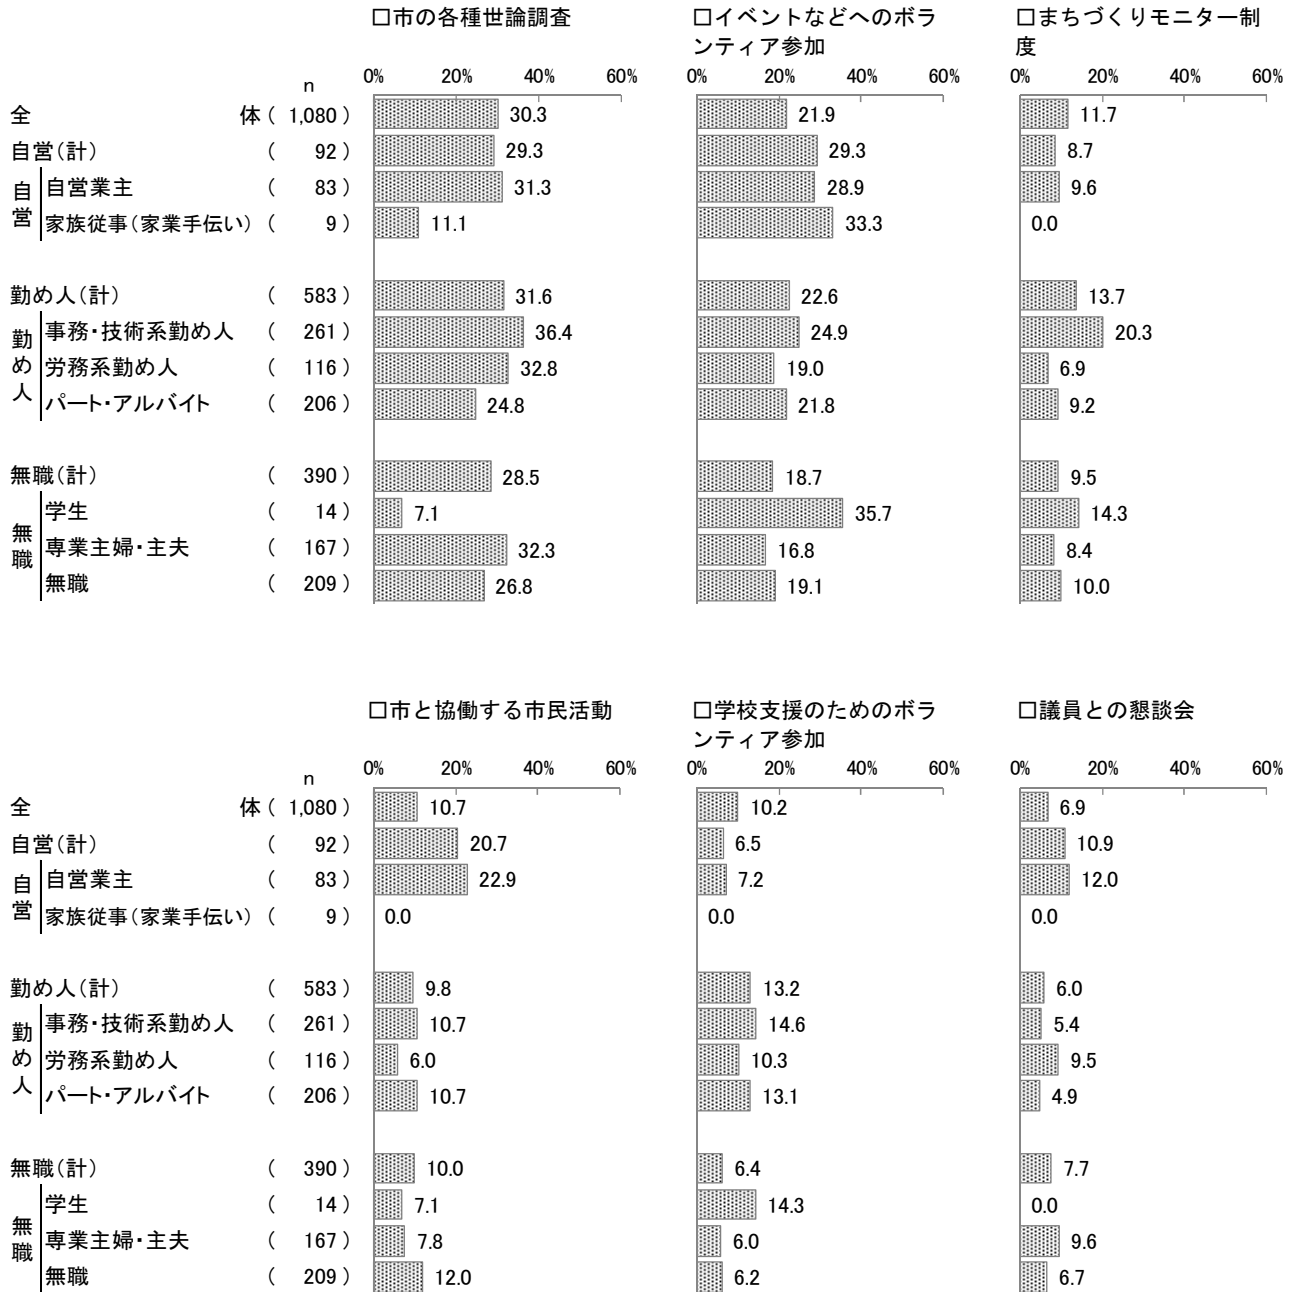 □市の各種世論調査
□イベントなどへのボラ
ンティア参加
□まちづくりモニター制
度
n
0% 20% 40% 60% 0% 20% 40% 60% 0% 20% 40% 60%
全 体 ( 1,080 ) 30.3 21.9 11.7
自営(計) ( 92 ) 29.3 29.3 8.7
自営
自営業主 ( 83 ) 31.3 28.9 9.6
家族従事(家業手伝い) ( 9 ) 11.1 33.3 0.0
勤め人(計) ( 583 ) 31.6 22.6 13.7
勤め人
事務・技術系勤め人 ( 261 ) 36.4 24.9 20.3
労務系勤め人 ( 116 ) 32.8 19.0 6.9
パート・アルバイト ( 206 ) 24.8 21.8 9.2
無職(計) ( 390 ) 28.5 18.7 9.5
無職
学生 ( 14 ) 7.1 35.7 14.3
専業主婦・主夫 ( 167 ) 32.3 16.8 8.4
無職 ( 209 ) 26.8 19.1 10.0
□市と協働する市民活動
□学校支援のためのボラ
ンティア参加
□議員との懇談会
n
0% 20% 40% 60% 0% 20% 40% 60% 0% 20% 40% 60%
全 体 ( 1,080 ) 10.7 10.2 6.9
自営(計) ( 92 ) 20.7 6.5 10.9
自営
自営業主 ( 83 ) 22.9 7.2 12.0
家族従事(家業手伝い) ( 9 ) 0.0 0.0 0.0
勤め人(計) ( 583 ) 9.8 13.2 6.0
勤め人
事務・技術系勤め人 ( 261 ) 10.7 14.6 5.4
労務系勤め人 ( 116 ) 6.0 10.3 9.5
パート・アルバイト ( 206 ) 10.7 13.1 4.9
無職(計) ( 390 ) 10.0 6.4 7.7
無職
学生 ( 14 ) 7.1 14.3 0.0
専業主婦・主夫 ( 167 ) 7.8 6.0 9.6
無職 ( 209 ) 12.0 6.2 6.7